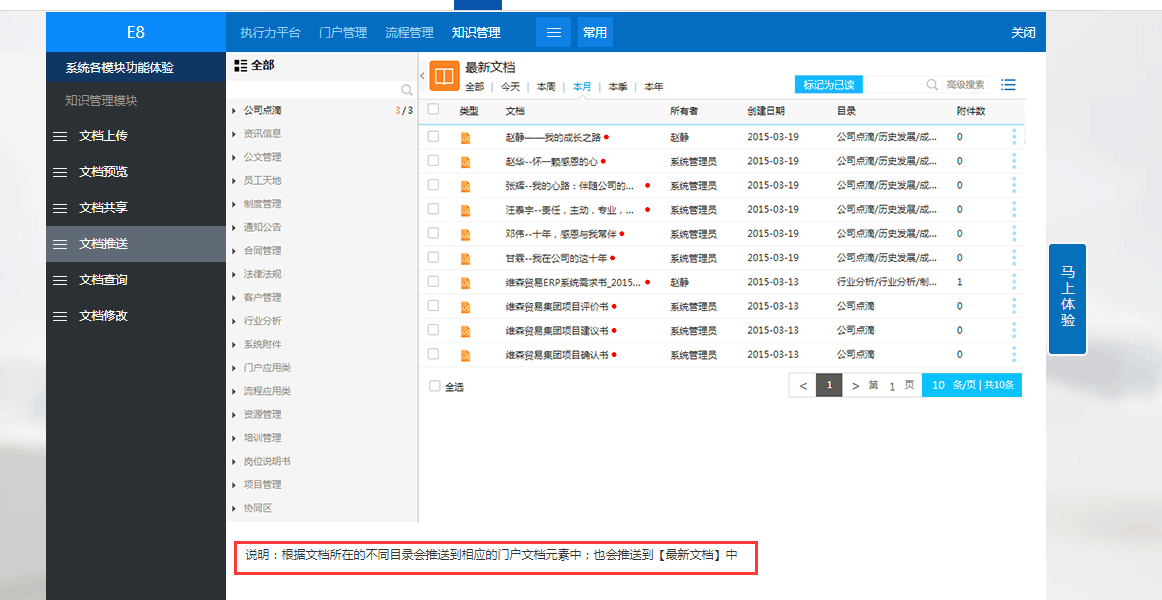 E8
执行力平台 门户管理 流程管理 知识管理 常用 关闭
系统各模块功能体验
知识管理模块
文档上传
文档预览
文档共享
文档推送
文档查询
文档修改
全部
公司点滴 3/3
资讯信息
公文管理
员工天地
制度管理
通知公告
合同管理
法律法规
客户管理
行业分析
系统附件
门户应用类
流程应用类
资源管理
培训管理
岗位说明书
项目管理
协同区
最新文档
全部 | 今天 | 本周 | 本月 | 本季 | 本年
标记为已读 高级搜索
类型 文档 所有者 创建日期 目录 附件数
赵静——我的成长之路 赵静 2015-03-19 公司点滴/历史发展/成... 0
赵华--怀一颗感恩的心 系统管理员 2015-03-19 公司点滴/历史发展/成... 0
张辉--我的心路：伴随公司的... 系统管理员 2015-03-19 公司点滴/历史发展/成... 0
汪泰宇--责任，主动，专业，... 系统管理员 2015-03-19 公司点滴/历史发展/成... 0
邓伟--十年，感恩与我常伴 系统管理员 2015-03-19 公司点滴/历史发展/成... 0
甘霖--我在公司的这十年 系统管理员 2015-03-19 公司点滴/历史发展/成... 0
维森贸易ERP系统需求书_2015... 赵静 2015-03-13 行业分析/行业分析/制... 1
维森贸易集团项目评价书 系统管理员 2015-03-13 公司点滴 0
维森贸易集团项目建议书 系统管理员 2015-03-13 公司点滴 0
维森贸易集团项目确认书 系统管理员 2015-03-13 公司点滴 0
全选
< 1 > 第 1 页 10 条/页 | 共10条
说明：根据文档所在的不同目录会推送到相应的门户文档元素中；也会推送到【最新文档】中
马上体验